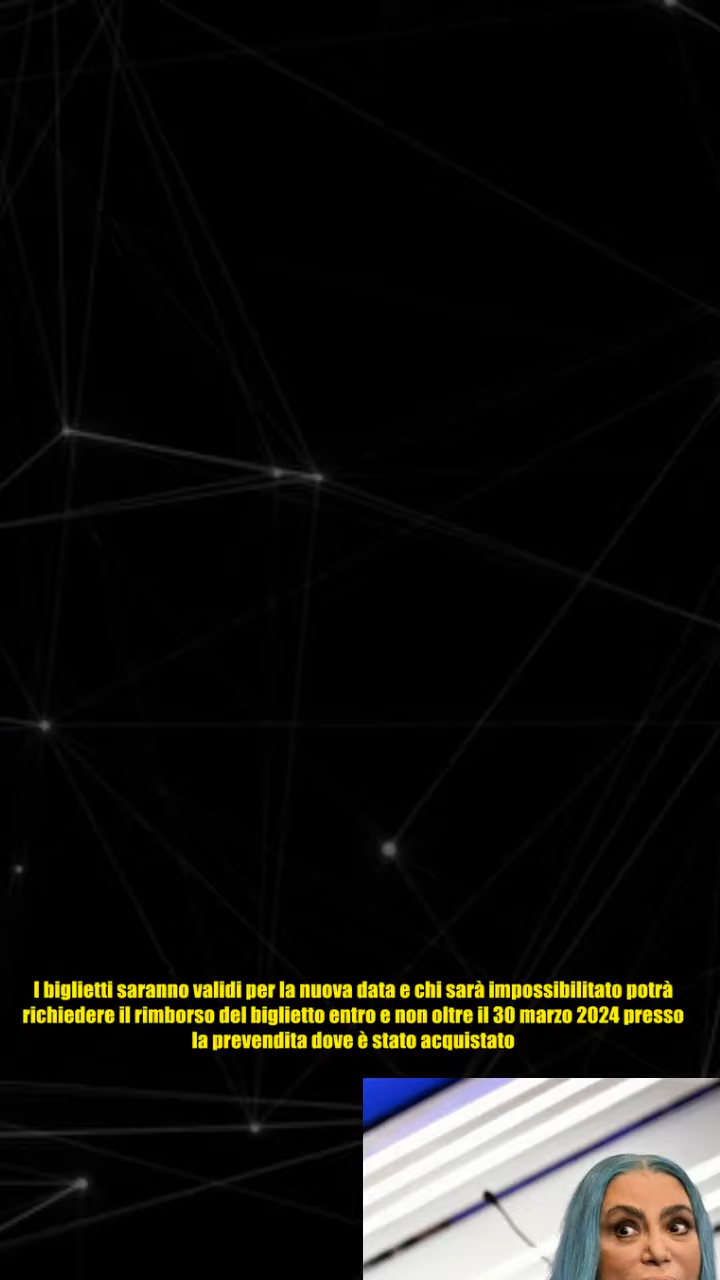 I biglietti saranno validi per la nuova data e chi sarà impossibilitato potrà
richiedere il rimborso del biglietto entro e non oltre il 30 marzo 2024 presso
la prevendita dove è stato acquistato